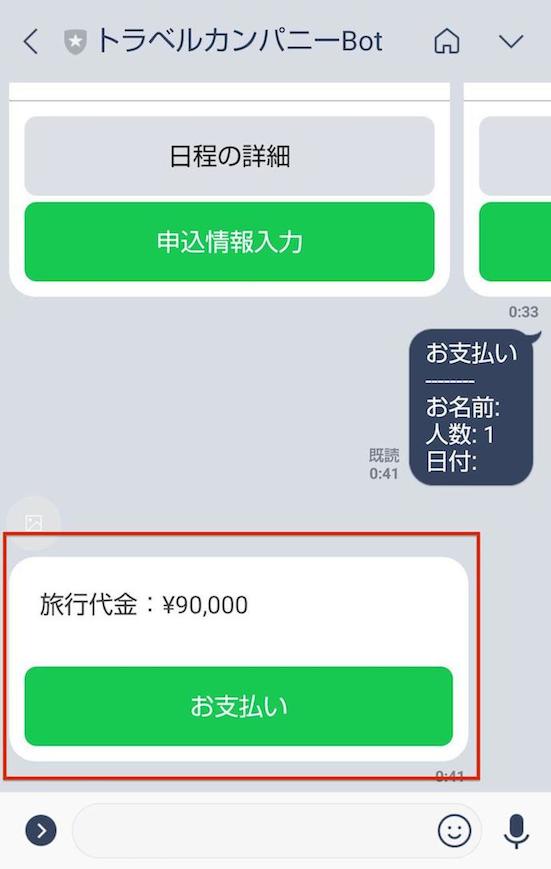 トラベルカンパニーBot
日程の詳細
申込情報入力
0:33
お支払い
--------
お名前:
人数: 1
日付:
既読
0:41
旅行代金：¥90,000
お支払い
0:41